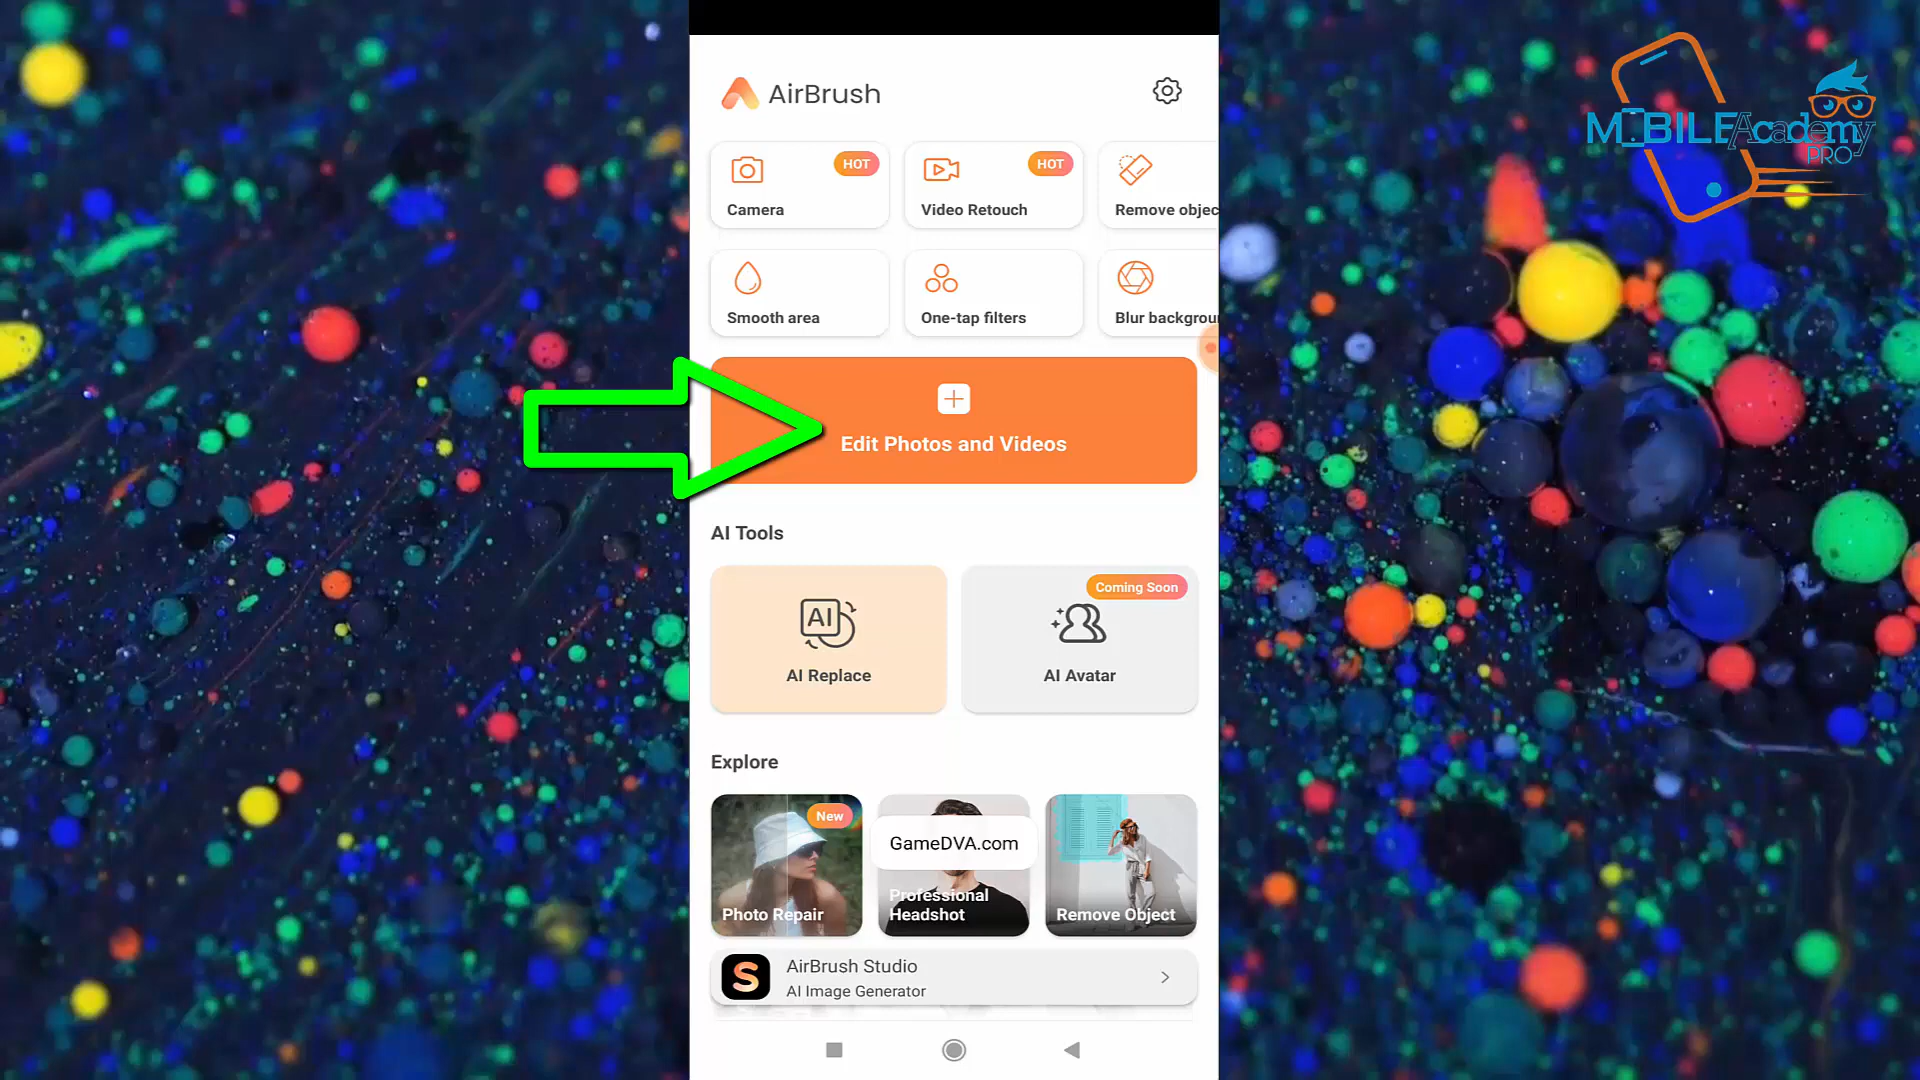 AirBrush
MOBILE Academy
PRO
HOT
HOT
Camera
Video Retouch
Remove objec
Smooth area
One-tap filters
Blur backgrou
Edit Photos and Videos
AI Tools
Coming Soon
AI
AI Replace
AI Avatar
Explore
New
GameDVA.com
Photo Repair
Professional
Headshot
Remove Object
S
AirBrush Studio
AI Image Generator